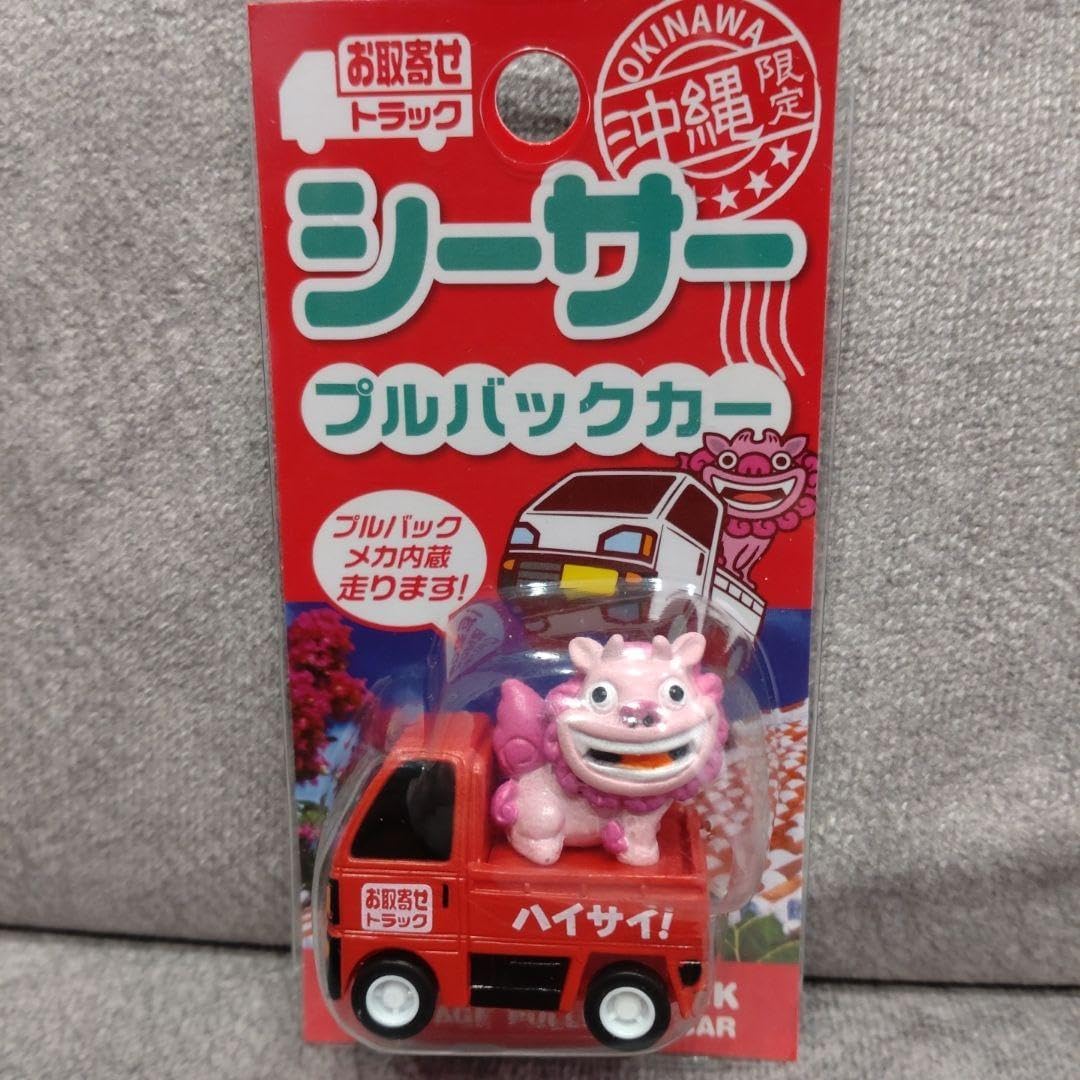 お取寄せ
トラック
OKINAWA
沖縄
限定
シーサー
プルバックカー
プルバック
メカ内蔵
走ります!
お取寄せ
トラック
ハイサイ!